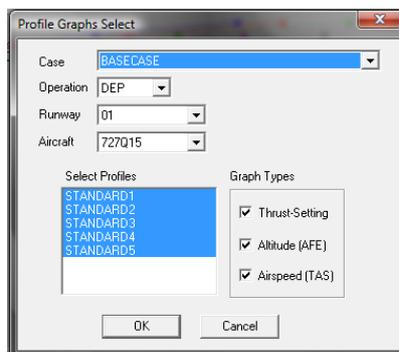 Profile Graphs Select
Case BASECASE
Operation DEP
Runway 01
Aircraft 727Q15
Select Profiles
STANDARD1
STANDARD2
STANDARD3
STANDARD4
STANDARD5
Graph Types
Thrust-Setting
Altitude (AFE)
Airspeed (TAS)
OK Cancel